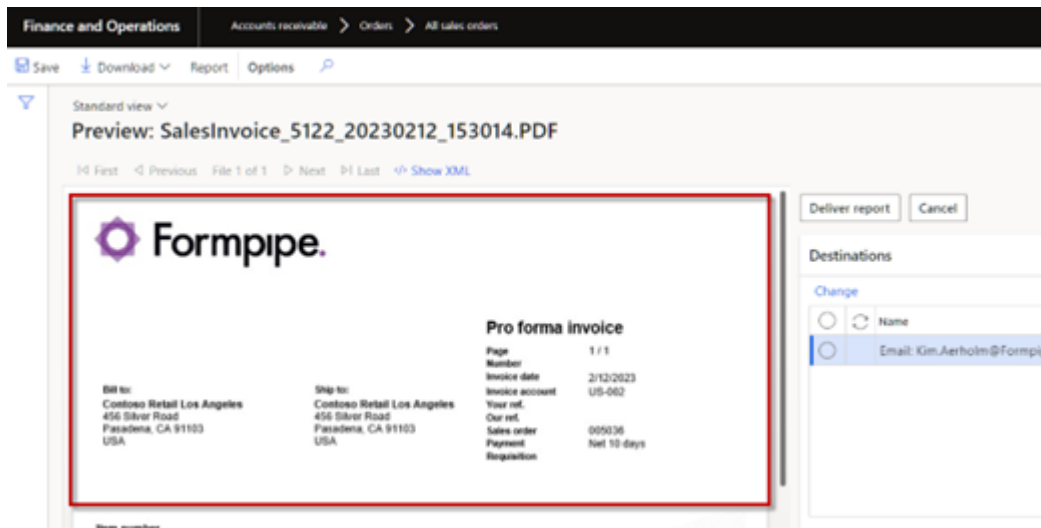 Finance and Operations Accounts receivable > Orders > All sales orders
Save Download Report Options
Standard view
Preview: SalesInvoice_5122_20230212_153014.PDF
First Previous File 1 of 1 Next Last </> Show XML
Deliver report Cancel
Formpipe.
Destinations
Change
Name
Email: Kim.Aerholm@Formpi
Pro forma invoice
Page 1 / 1
Number
Invoice date 2/12/2023
Invoice account US-002
Your ref.
Our ref.
Sales order 005036
Payment Net 10 days
Requisition
Bill to:
Contoso Retail Los Angeles
456 Silver Road
Pasadena, CA 91103
USA
Ship to:
Contoso Retail Los Angeles
456 Silver Road
Pasadena, CA 91103
USA
Item number